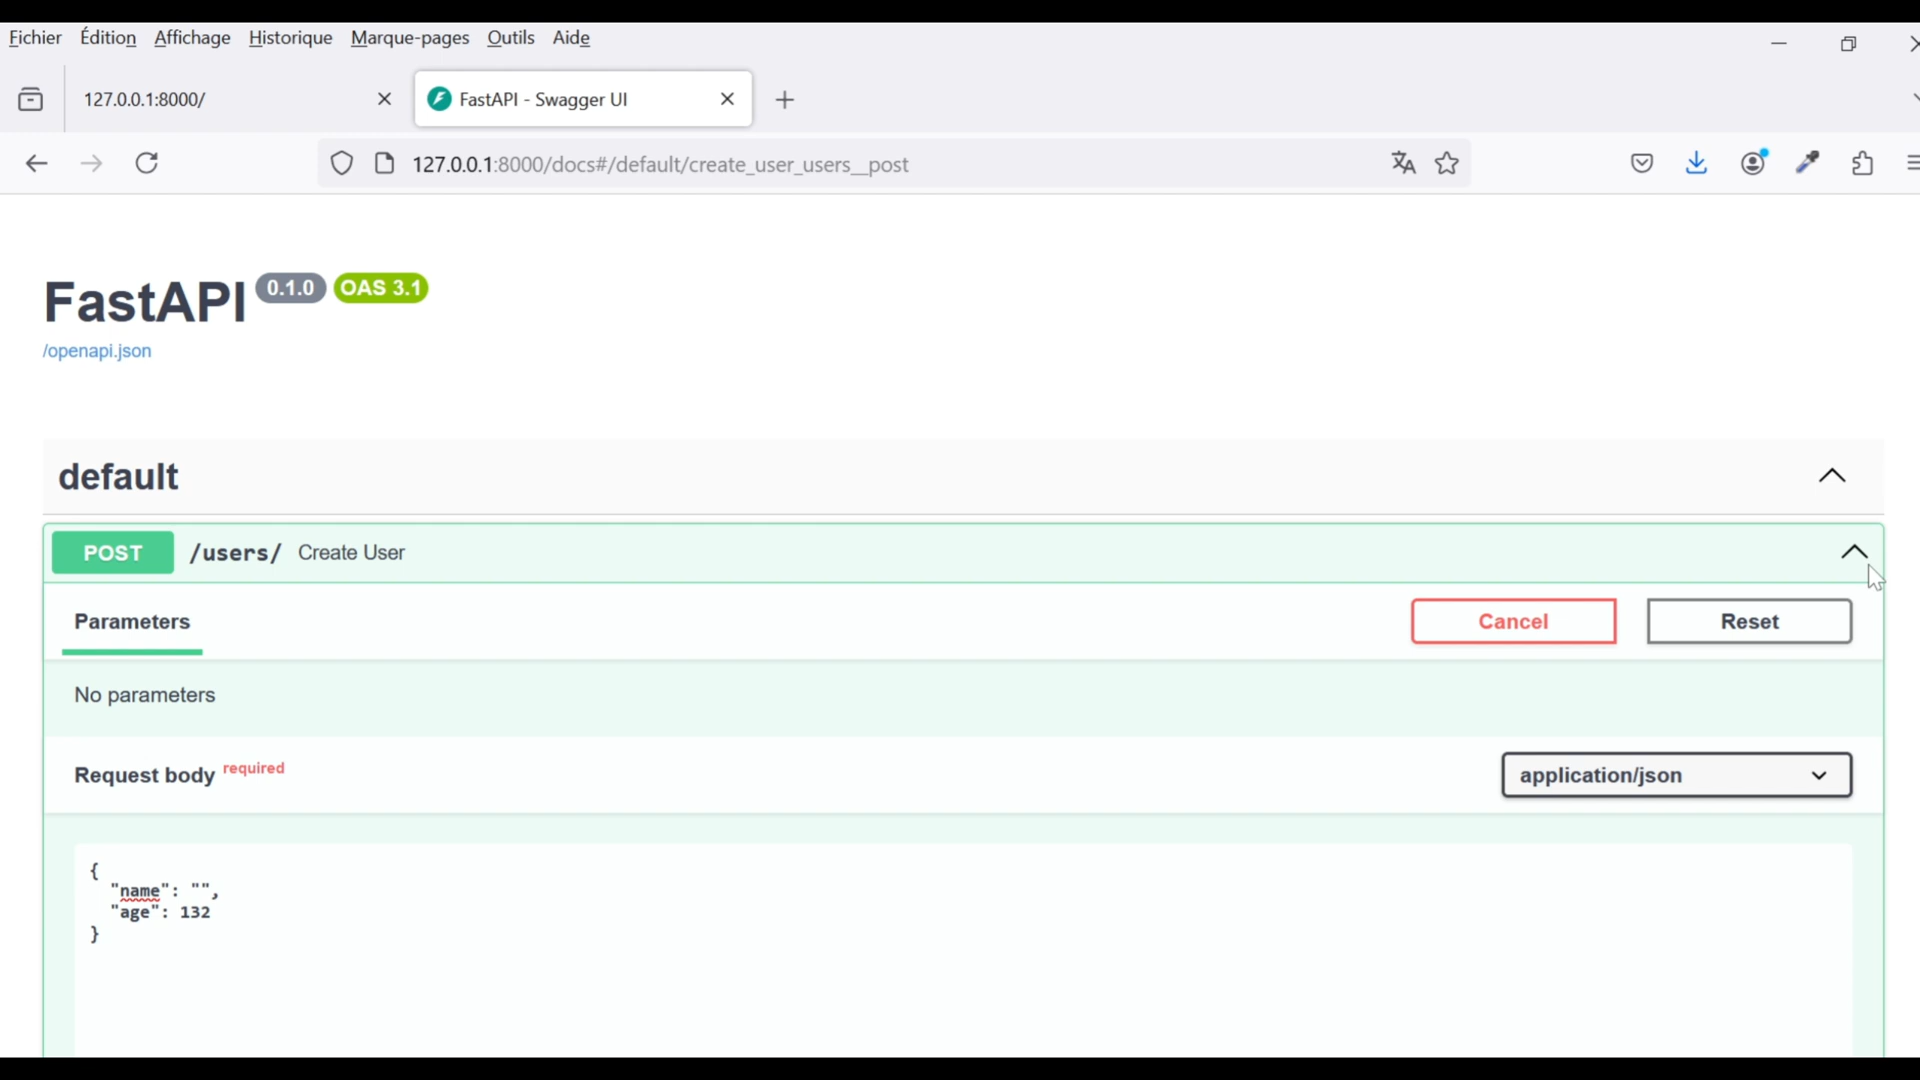 Fichier Édition Affichage Historique Marque-pages Outils Aide
127.0.0.1:8000/ FastAPI - Swagger UI
127.0.0.1:8000/docs#/default/create_user_users__post
FastAPI 0.1.0 OAS 3.1
/openapi.json
default
POST /users/ Create User
Parameters Cancel Reset
No parameters
Request body required application/json
{
"name": "",
"age": 132
}